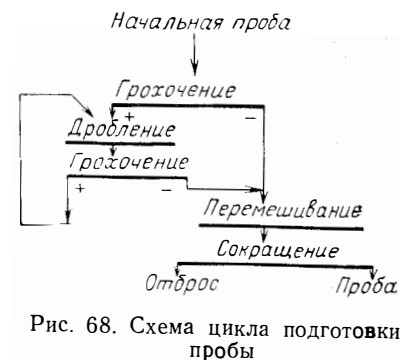 Начальная проба
Грохочение
+ −
Дробление
Грохочение
+ −
Перемешивание
Сокращение
Отброс Проба
Рис. 68. Схема цикла подготовки
пробы